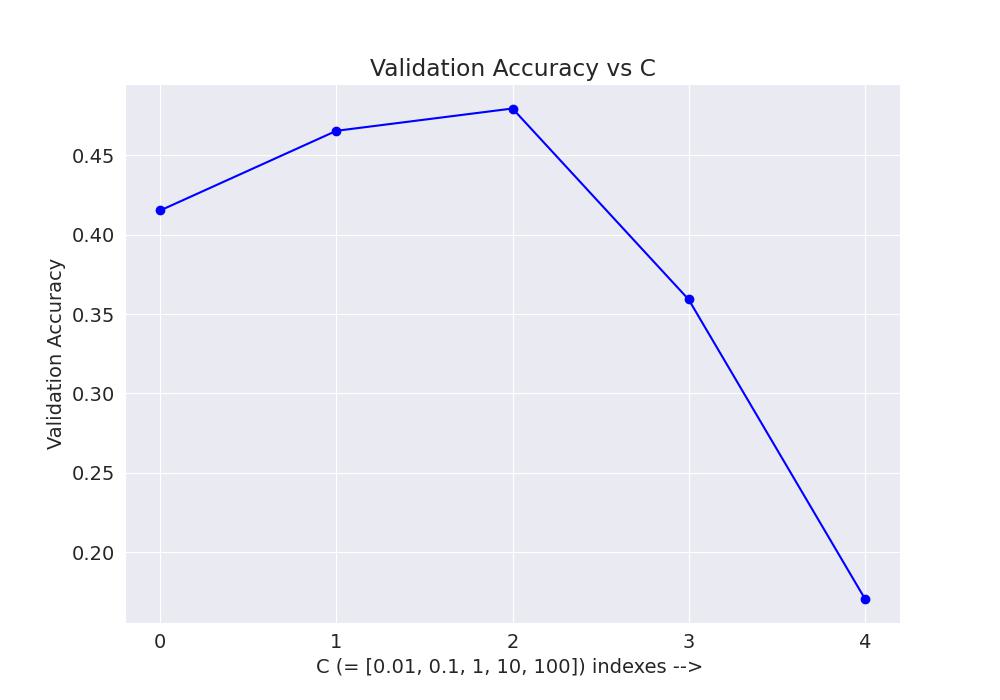 Validation Accuracy vs C
Validation Accuracy
0.45
0.40
0.35
0.30
0.25
0.20
0 1 2 3 4
C (= [0.01, 0.1, 1, 10, 100]) indexes -->